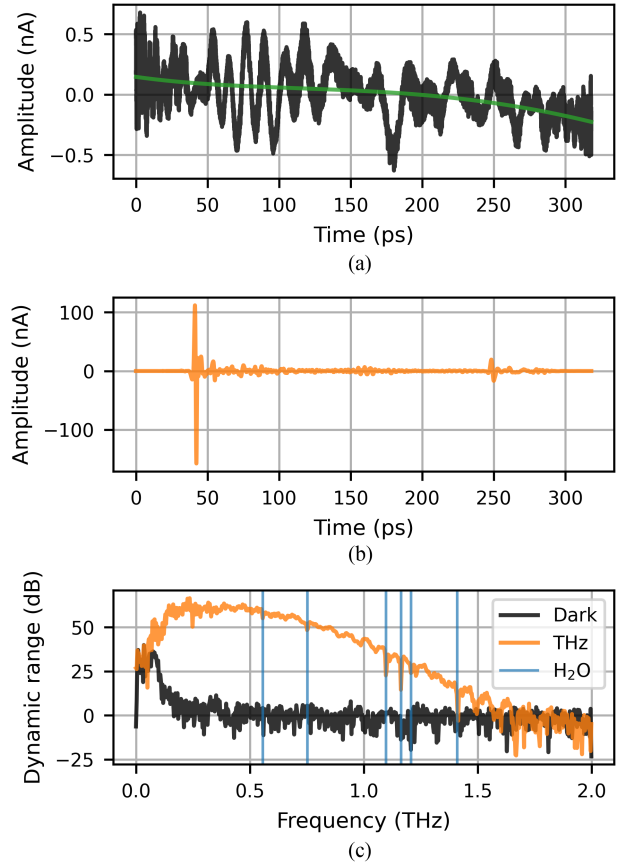 Amplitude (nA)
0.5
0.0
−0.5
0 50 100 150 200 250 300
Time (ps)
(a)
Amplitude (nA)
100
0
−100
0 50 100 150 200 250 300
Time (ps)
(b)
Dynamic range (dB)
50
25
0
−25
Dark
THz
H₂O
0.0 0.5 1.0 1.5 2.0
Frequency (THz)
(c)